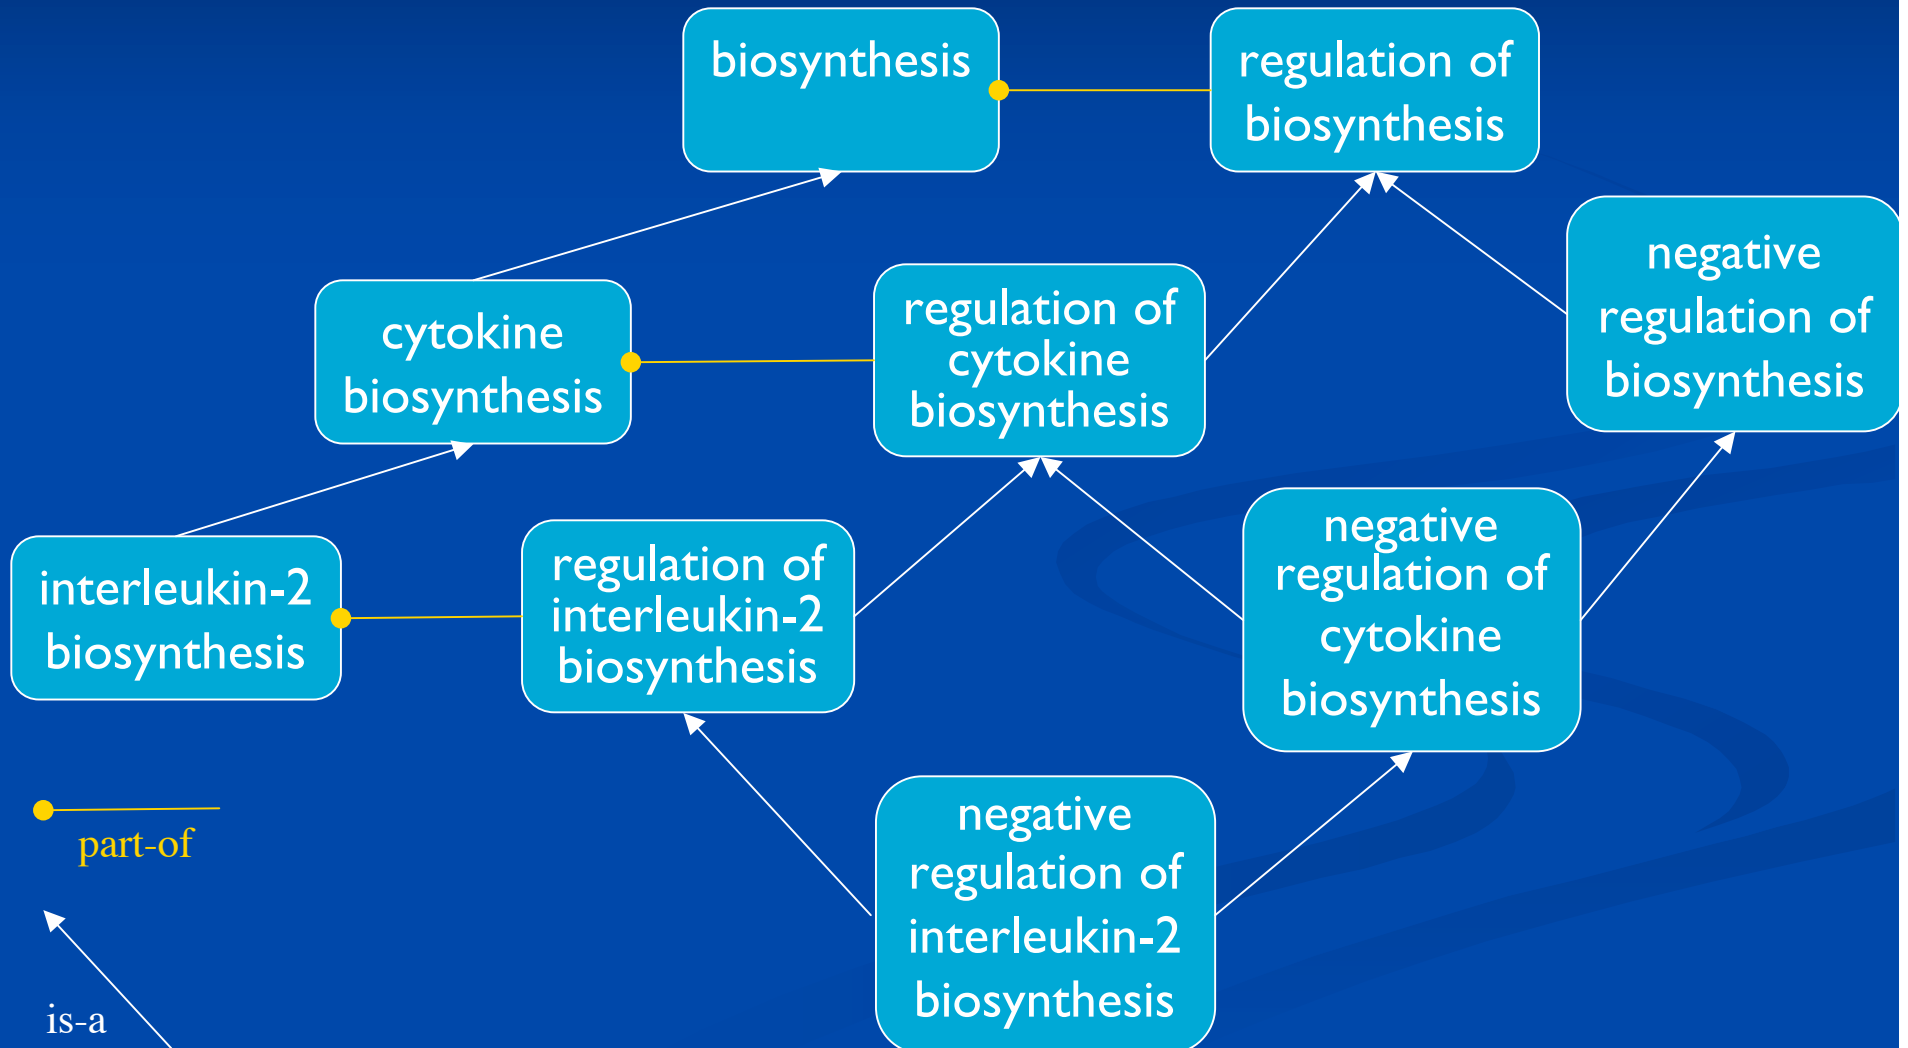 biosynthesis
regulation of
biosynthesis
negative
regulation of
biosynthesis
cytokine
biosynthesis
regulation of
cytokine
biosynthesis
interleukin-2
biosynthesis
regulation of
interleukin-2
biosynthesis
negative
regulation of
cytokine
biosynthesis
negative
regulation of
interleukin-2
biosynthesis
part-of
is-a